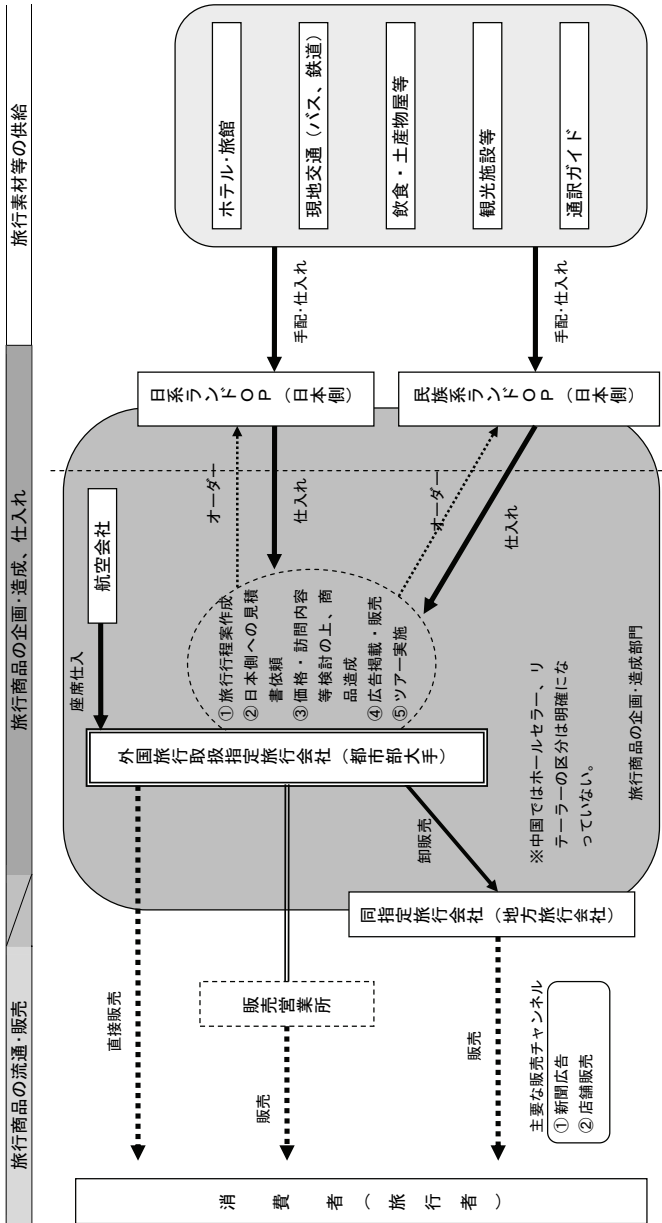 旅行商品の流通・販売
旅行商品の企画・造成、仕入れ
旅行素材等の供給
消費者（旅行者）
直接販売
販売
販売営業所
販売
主要な販売チャンネル
① 新聞広告
② 店舗販売
同指定旅行会社（地方旅行会社）
卸販売
外国旅行取扱指定旅行会社（都市部大手）
座席仕入
航空会社
① 旅行行程案作成
② 日本側への見積
書依頼
③ 価格・訪問内容
等検討の上、商
品造成
④ 広告掲載・販売
⑤ ツアー実施
※中国ではホールセラー、リ
テーラーの区分は明確にな
っていない。
旅行商品の企画・造成部門
オーダー
仕入れ
オーダー
仕入れ
日系ランドＯＰ（日本側）
民族系ランドＯＰ（日本側）
手配・仕入れ
手配・仕入れ
ホテル・旅館
現地交通（バス、鉄道）
飲食・土産物屋等
観光施設等
通訳ガイド